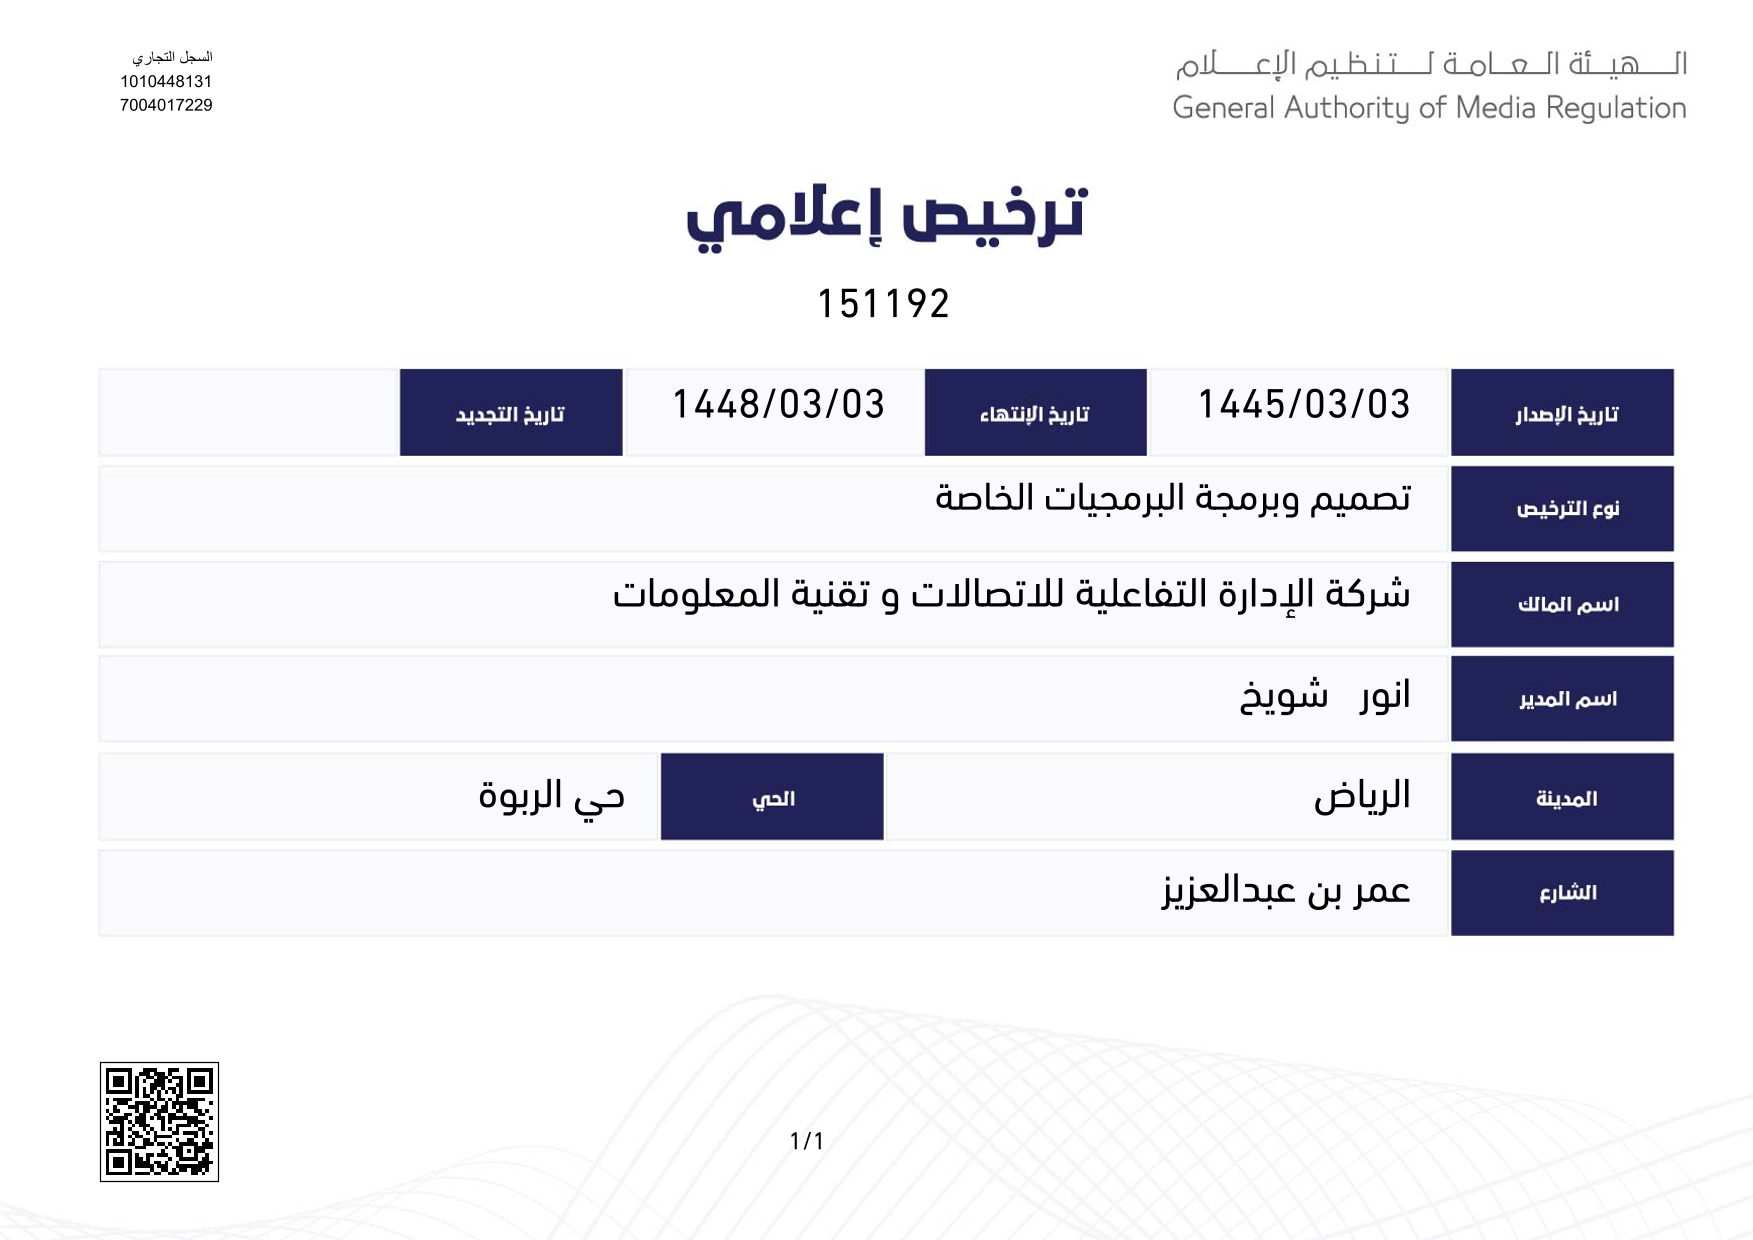 الهيئة العامة لتنظيم الإعلام
General Authority of Media Regulation
السجل التجاري
1010448131
7004017229
ترخيص إعلامي
151192
تاريخ الإصدار 1445/03/03 تاريخ الإنتهاء 1448/03/03 تاريخ التجديد
نوع الترخيص تصميم وبرمجة البرمجيات الخاصة
اسم المالك شركة الإدارة التفاعلية للاتصالات و تقنية المعلومات
اسم المدير انور شويخ
المدينة الرياض الحي حي الربوة
الشارع عمر بن عبدالعزيز
1/1